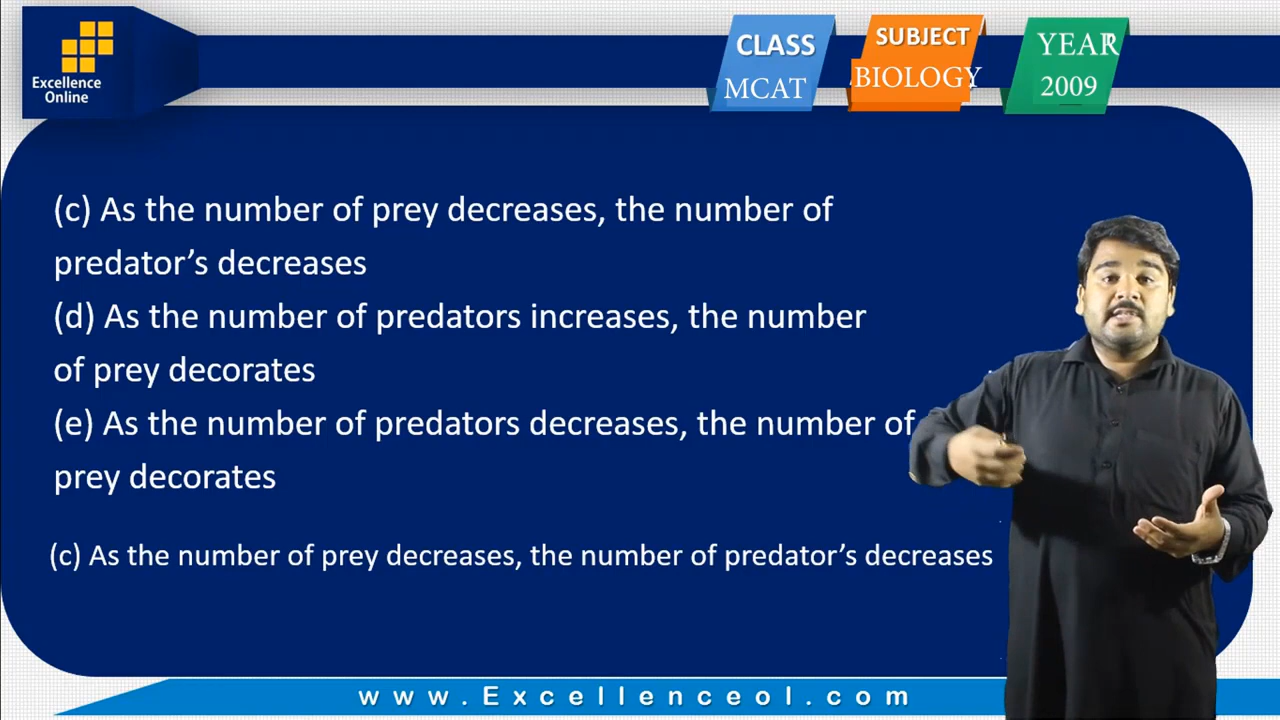 Excellence
Online
CLASS
MCAT
SUBJECT
BIOLOGY
YEAR
2009
(c) As the number of prey decreases, the number of
predator’s decreases
(d) As the number of predators increases, the number
of prey decorates
(e) As the number of predators decreases, the number of
prey decorates
(c) As the number of prey decreases, the number of predator’s decreases
www.Excellenceol.com